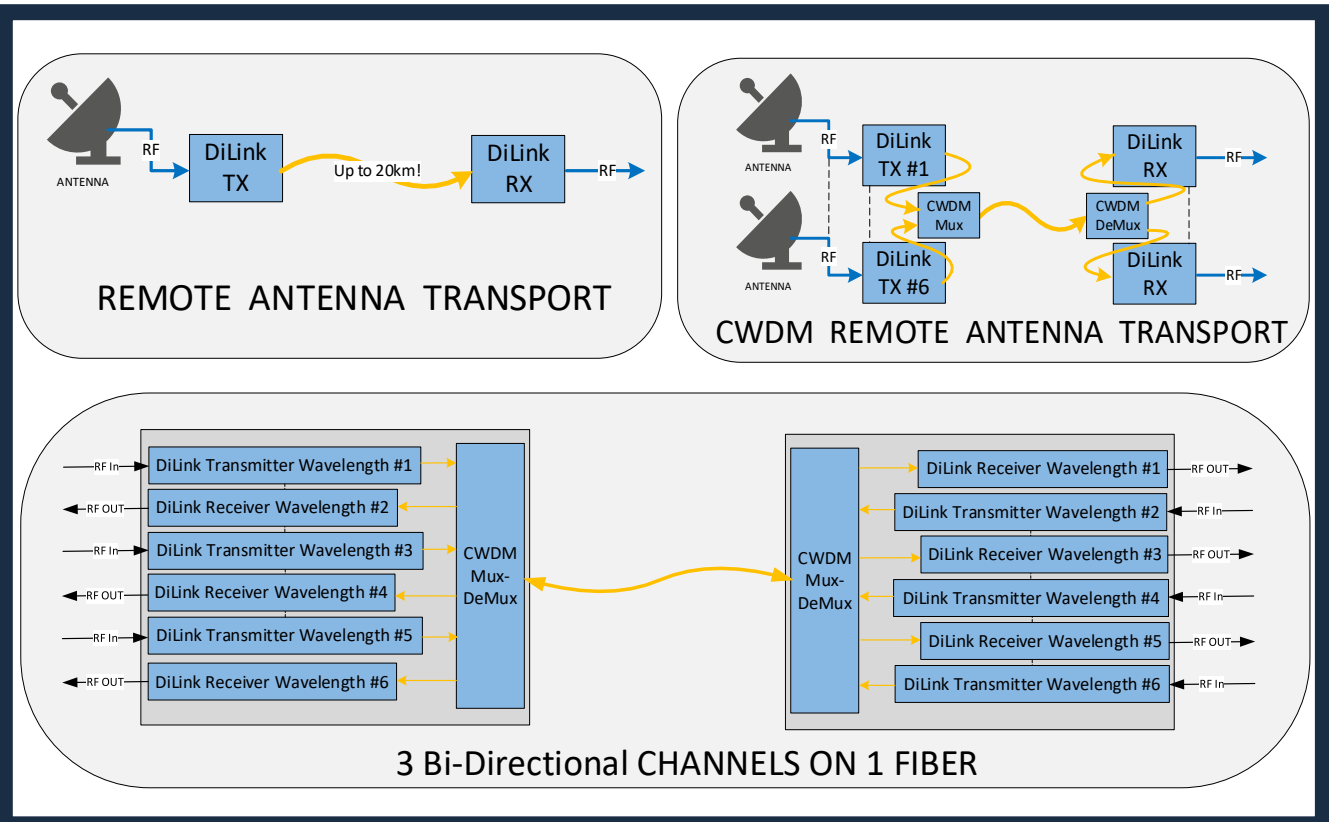 RF
DiLink
TX
Up to 20km!
DiLink
RX
RF
ANTENNA
REMOTE ANTENNA TRANSPORT
RF
DiLink
TX #1
DiLink
RX
RF
CWDM
Mux
CWDM
DeMux
RF
DiLink
TX #6
DiLink
RX
RF
ANTENNA
CWDM REMOTE ANTENNA TRANSPORT
RF In
DiLink Transmitter Wavelength #1
RF OUT
DiLink Receiver Wavelength #2
RF In
DiLink Transmitter Wavelength #3
RF OUT
DiLink Receiver Wavelength #4
RF In
DiLink Transmitter Wavelength #5
RF OUT
DiLink Receiver Wavelength #6
CWDM
Mux-
DeMux
CWDM
Mux-
DeMux
DiLink Receiver Wavelength #1
RF OUT
DiLink Transmitter Wavelength #2
RF In
DiLink Receiver Wavelength #3
RF OUT
DiLink Transmitter Wavelength #4
RF In
DiLink Receiver Wavelength #5
RF OUT
DiLink Transmitter Wavelength #6
RF In
3 Bi-Directional CHANNELS ON 1 FIBER
ANTENNA